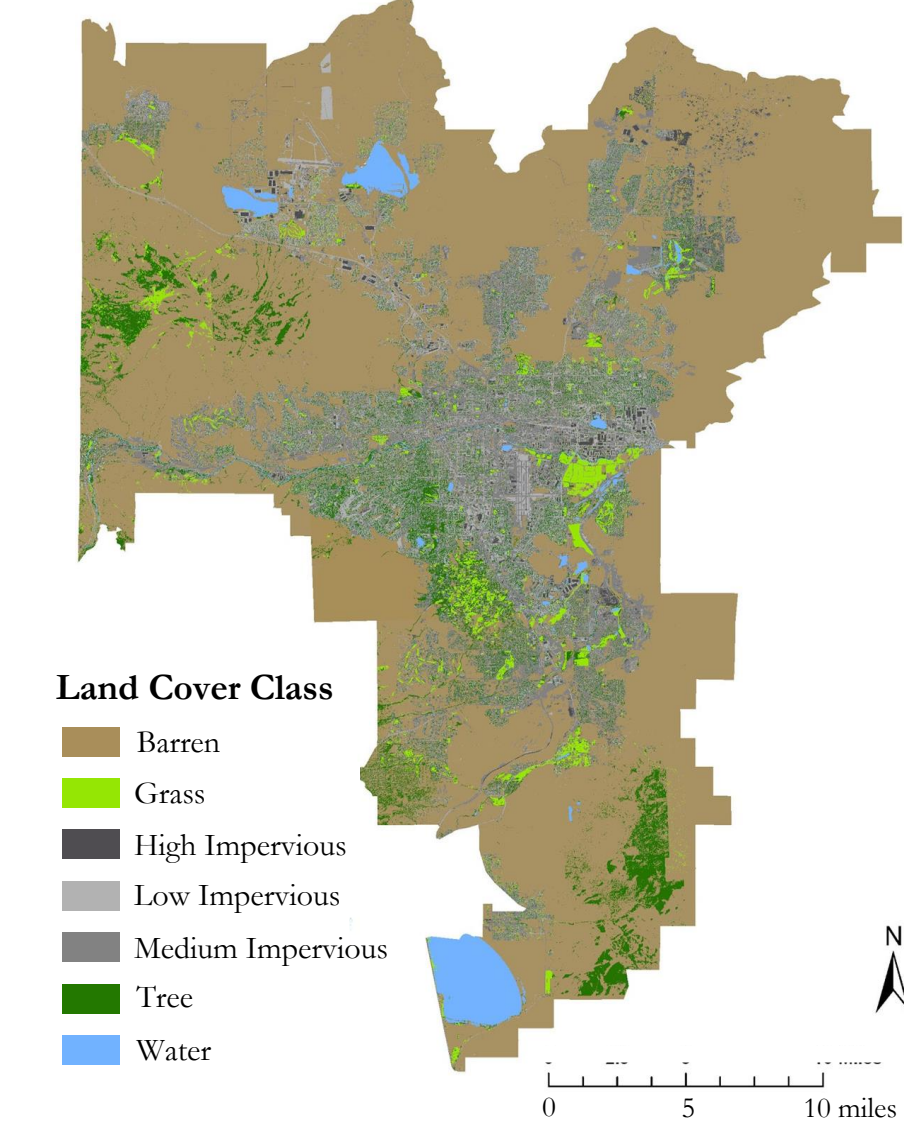 Land Cover Class
Barren
Grass
High Impervious
Low Impervious
Medium Impervious
Tree
Water
N
0 5 10 miles